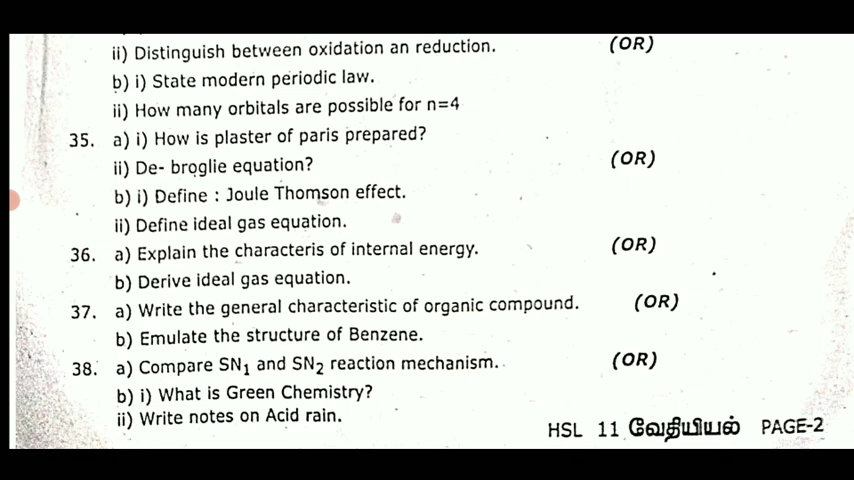 ii) Distinguish between oxidation an reduction. (OR)
b) i) State modern periodic law.
ii) How many orbitals are possible for n=4
35. a) i) How is plaster of paris prepared?
ii) De- broglie equation? (OR)
b) i) Define : Joule Thomson effect.
ii) Define ideal gas equation.
36. a) Explain the characteris of internal energy. (OR)
b) Derive ideal gas equation.
37. a) Write the general characteristic of organic compound. (OR)
b) Emulate the structure of Benzene.
38. a) Compare SN1 and SN2 reaction mechanism. (OR)
b) i) What is Green Chemistry?
ii) Write notes on Acid rain.
HSL 11 வேதியியல் PAGE-2